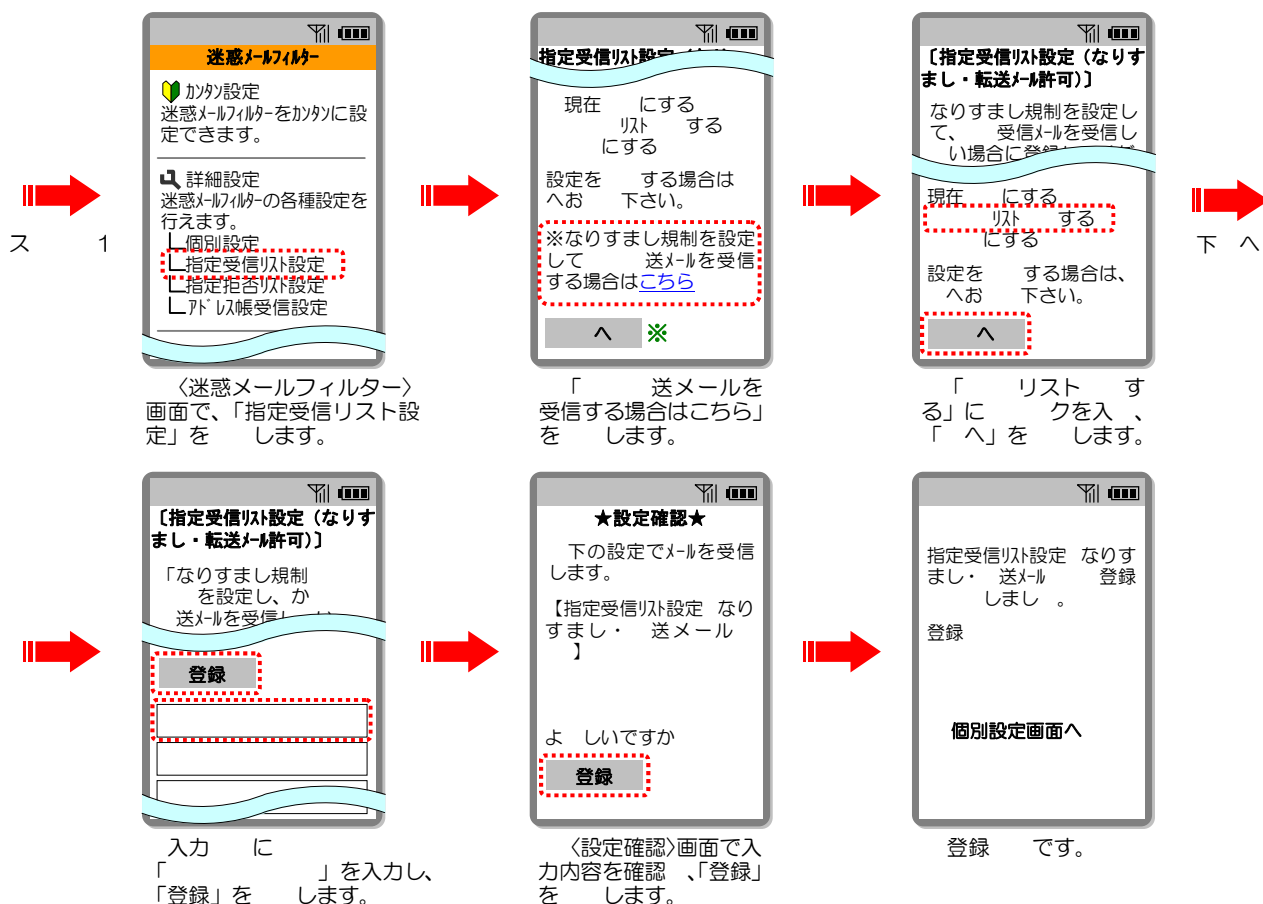 ス 1
迷惑ﾒｰﾙﾌｨﾙﾀｰ
ｶﾝﾀﾝ設定
迷惑ﾒｰﾙﾌｨﾙﾀｰをｶﾝﾀﾝに設
定できます。
詳細設定
迷惑ﾒｰﾙﾌｨﾙﾀｰの各種設定を
行えます。
個別設定
指定受信ﾘｽﾄ設定
指定拒否ﾘｽﾄ設定
ｱﾄﾞﾚｽ帳受信設定
〈迷惑メールフィルター〉
画面で、「指定受信リスト設
定」を します。
指定受信ﾘｽﾄ設定
現在 にする
ﾘｽﾄ する
にする
設定を する場合は
へお 下さい。
※なりすまし規制を設定
して 送ﾒｰﾙを受信
する場合はこちら
へ ※
「 送メールを
受信する場合はこちら」
を します。
〔指定受信ﾘｽﾄ設定（なりす
まし・転送ﾒｰﾙ許可)〕
なりすまし規制を設定し
て、 受信ﾒｰﾙを受信し
い場合に登録
現在 にする
ﾘｽﾄ する
にする
設定を する場合は、
へお 下さい。
へ
「 リスト す
る」に クを入 、
「 へ」を します。
下 へ
〔指定受信ﾘｽﾄ設定（なりす
まし・転送ﾒｰﾙ許可)〕
「なりすまし規制
を設定し、か
送ﾒｰﾙを受信し
登録
入力 に
「 」を入力し、
「登録」を します。
★設定確認★
下の設定でﾒｰﾙを受信
します。
【指定受信ﾘｽﾄ設定 なり
すまし・ 送メール
】
よ しいですか
登録
〈設定確認〉画面で入
力内容を確認 、「登録」
を します。
指定受信ﾘｽﾄ設定 なりす
まし・ 送ﾒｰﾙ 登録
しまし 。
登録
個別設定画面へ
登録 です。